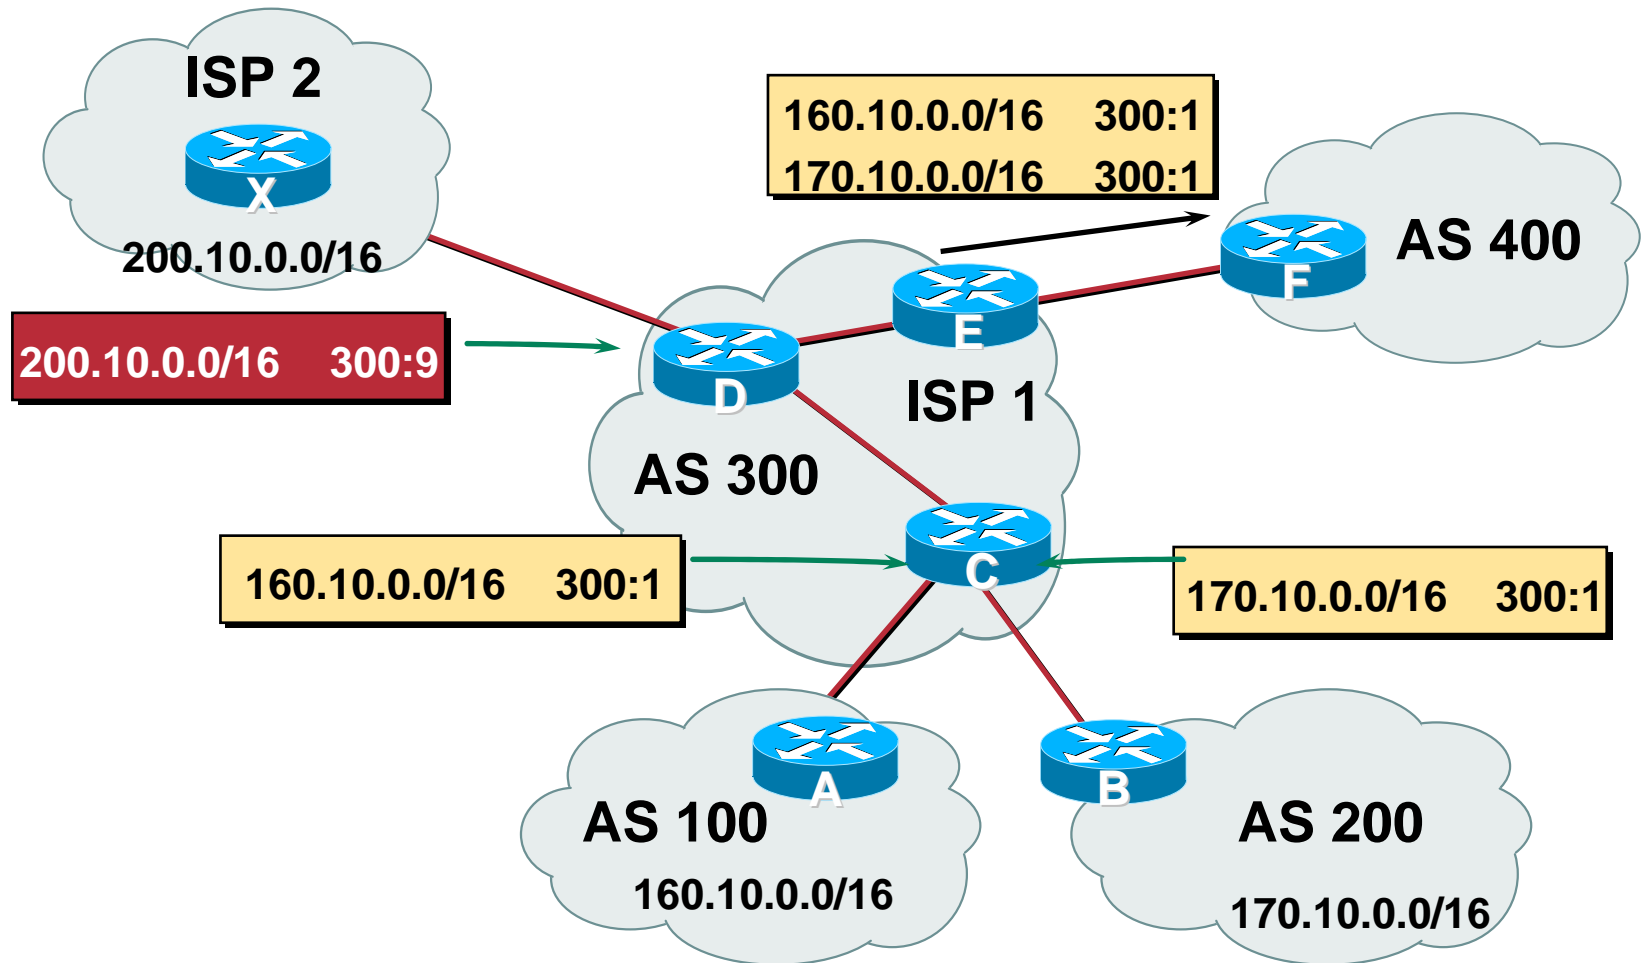 ISP 2
X
200.10.0.0/16
160.10.0.0/16 300:1
170.10.0.0/16 300:1
F
AS 400
200.10.0.0/16 300:9
D
E
ISP 1
AS 300
160.10.0.0/16 300:1
C
170.10.0.0/16 300:1
A
AS 100
160.10.0.0/16
B
AS 200
170.10.0.0/16